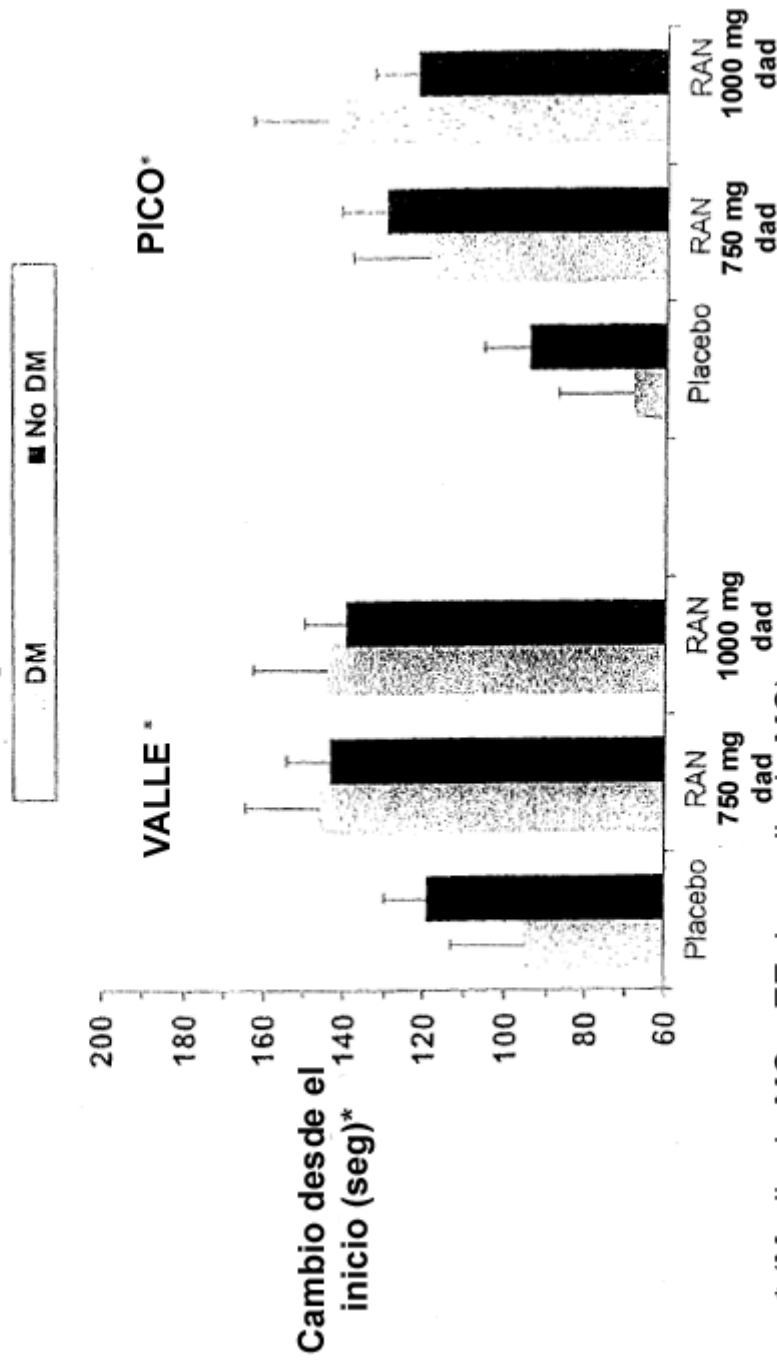 DM
No DM
VALLE *
PICO*
Cambio desde el
inicio (seg)*
200
180
160
140
120
100
80
60
Placebo
RAN
750 mg
dad
RAN
1000 mg
dad
Placebo
RAN
750 mg
dad
RAN
1000 mg
dad